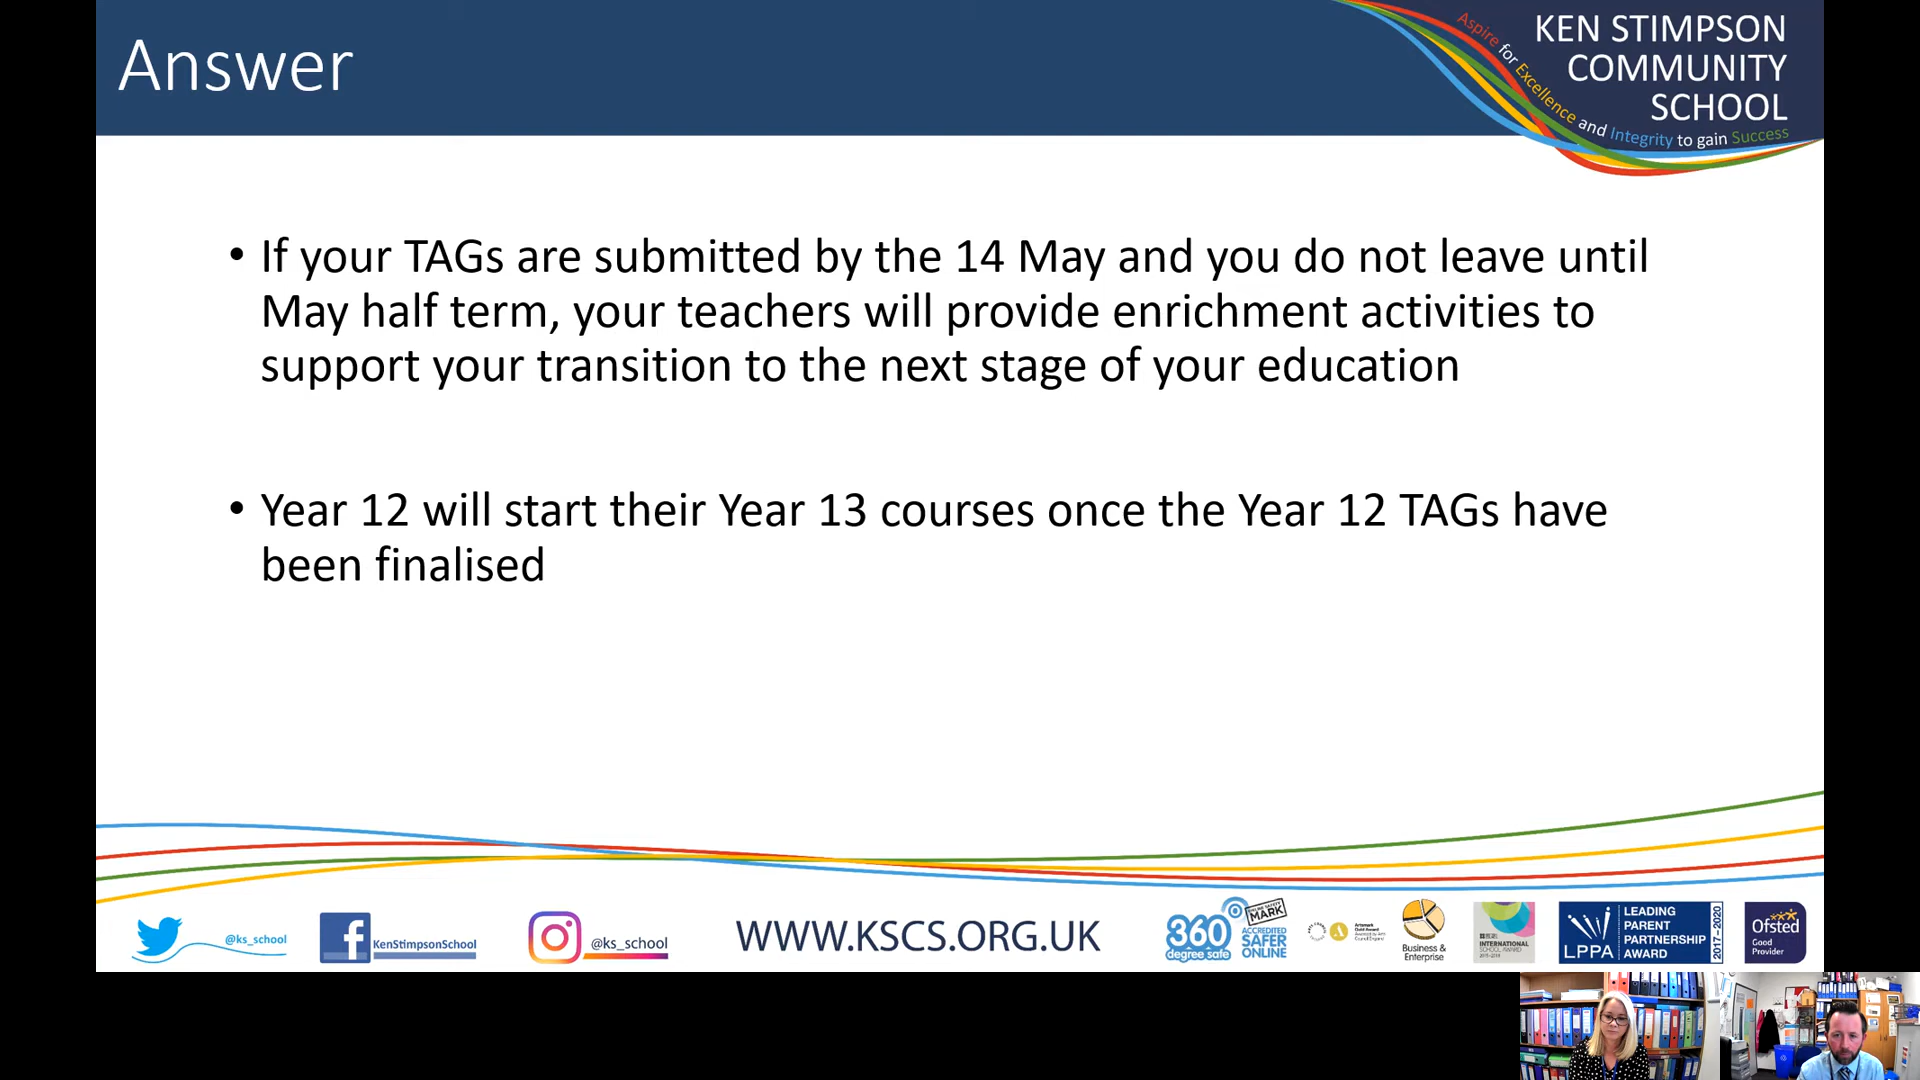 Answer
KEN STIMPSON
COMMUNITY
SCHOOL
Aspire for Excellence and Integrity to gain Success
• If your TAGs are submitted by the 14 May and you do not leave until
May half term, your teachers will provide enrichment activities to
support your transition to the next stage of your education
• Year 12 will start their Year 13 courses once the Year 12 TAGs have
been finalised
@ks_school
KenStimpsonSchool
@ks_school
WWW.KSCS.ORG.UK
360
degree safe
ONLINE SAFETY
MARK
ACCREDITED
SAFER
ONLINE
Business &
Enterprise
INTERNATIONAL
SCHOOL AWARD
LPPA
LEADING
PARENT
PARTNERSHIP
AWARD
2017-2020
Ofsted
Good
Provider